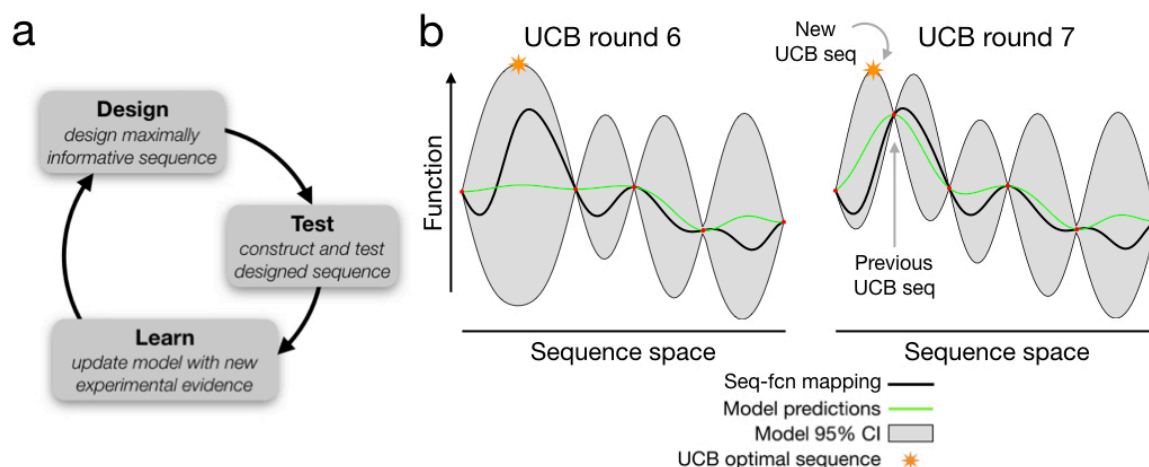 a
Design
design maximally
informative sequence
Test
construct and test
designed sequence
Learn
update model with new
experimental evidence
b
UCB round 6
New
UCB seq
UCB round 7
Function
Previous
UCB seq
Sequence space
Sequence space
Seq-fcn mapping
Model predictions
Model 95% CI
UCB optimal sequence